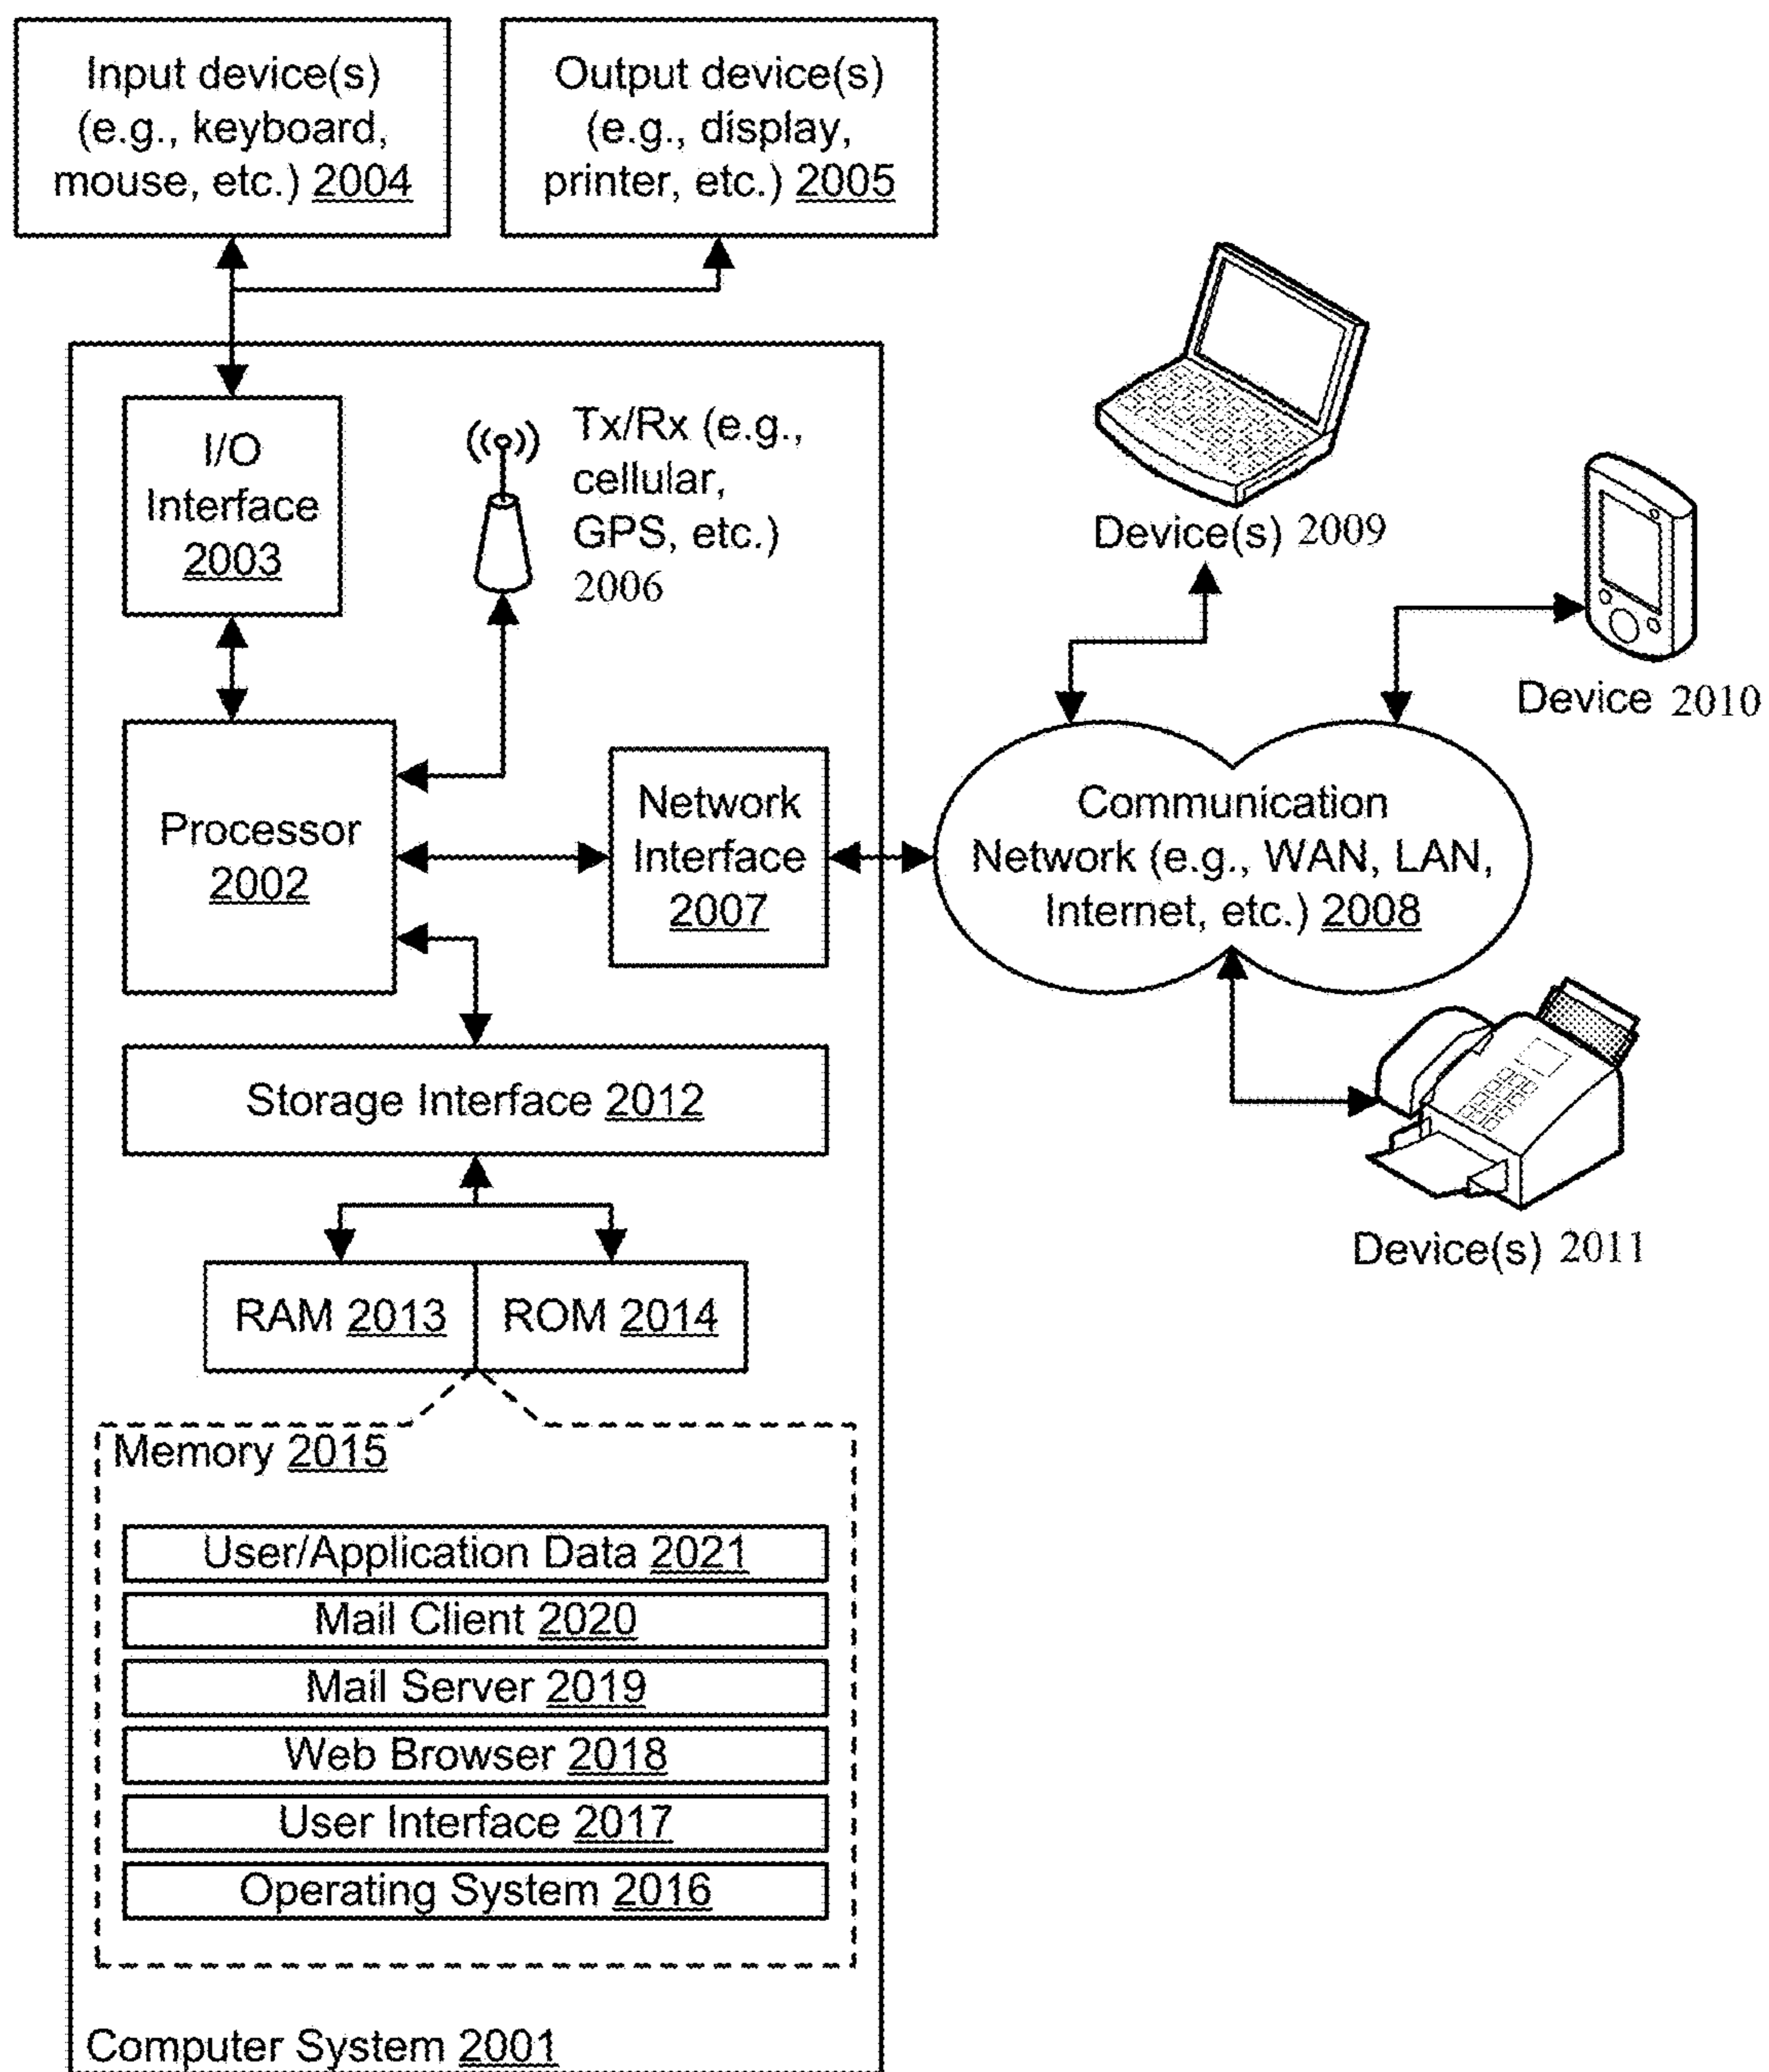 Input device(s)
(e.g., keyboard,
mouse, etc.) 2004
Output device(s)
(e.g., display,
printer, etc.) 2005
I/O
Interface
2003
Tx/Rx (e.g.,
cellular,
GPS, etc.)
2006
Device(s) 2009
Device 2010
Processor
2002
Network
Interface
2007
Communication
Network (e.g., WAN, LAN,
Internet, etc.) 2008
Storage Interface 2012
Device(s) 2011
RAM 2013
ROM 2014
Memory 2015
User/Application Data 2021
Mail Client 2020
Mail Server 2019
Web Browser 2018
User Interface 2017
Operating System 2016
Computer System 2001